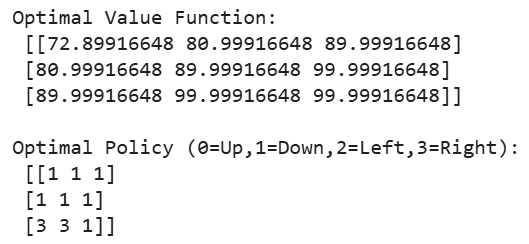 Optimal Value Function:
[[72.89916648 80.99916648 89.99916648]
[80.99916648 89.99916648 99.99916648]
[89.99916648 99.99916648 99.99916648]]
Optimal Policy (0=Up,1=Down,2=Left,3=Right):
[[1 1 1]
[1 1 1]
[3 3 1]]